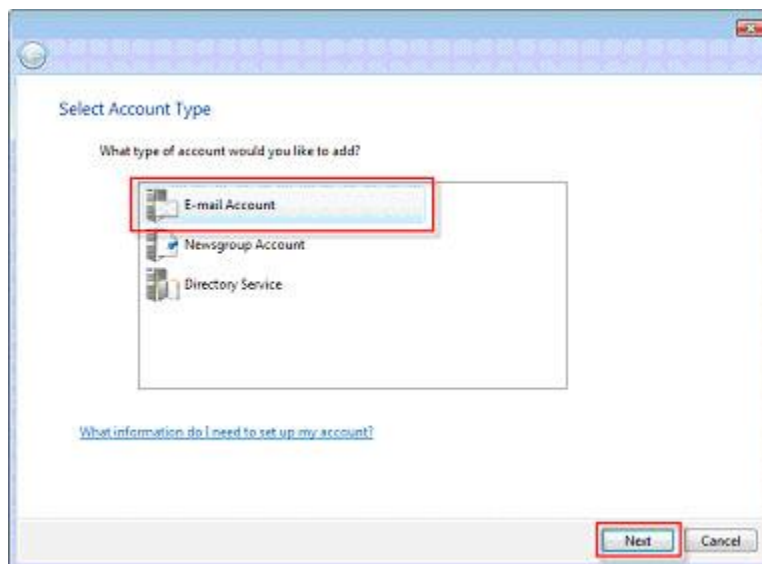 Select Account Type
What type of account would you like to add?
E-mail Account
Newsgroup Account
Directory Service
What information do I need to set up my account?
Next Cancel